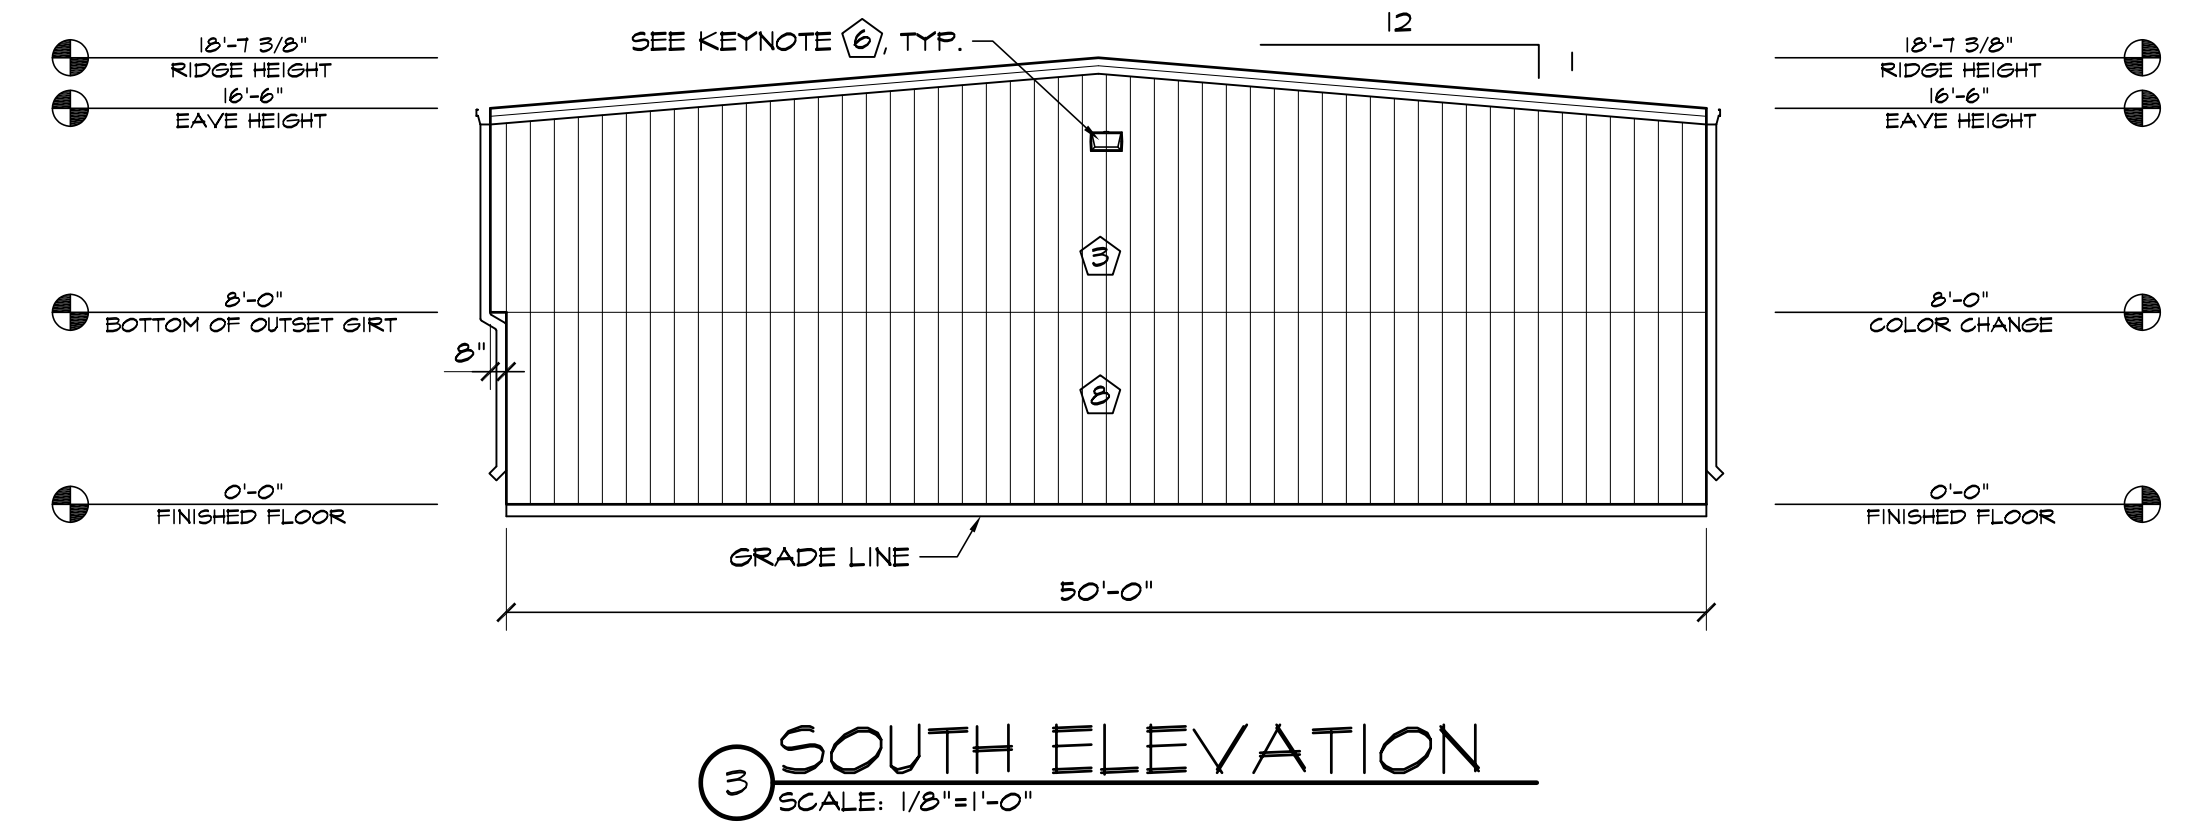 12
1
SEE KEYNOTE 6, TYP.
18'-7 3/8"
RIDGE HEIGHT
16'-6"
EAVE HEIGHT
18'-7 3/8"
RIDGE HEIGHT
16'-6"
EAVE HEIGHT
3
8'-0"
BOTTOM OF OUTSET GIRT
8'-0"
COLOR CHANGE
8"
8
0'-0"
FINISHED FLOOR
0'-0"
FINISHED FLOOR
GRADE LINE
50'-0"
3
SOUTH ELEVATION
SCALE: 1/8"=1'-0"